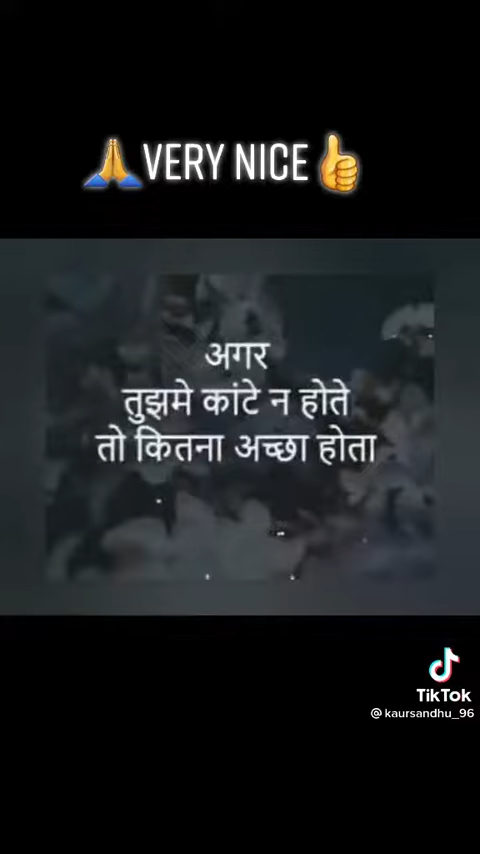 🙏VERY NICE👍
अगर
तुझमे कांटे न होते
तो कितना अच्छा होता
TikTok
@kaursandhu_96